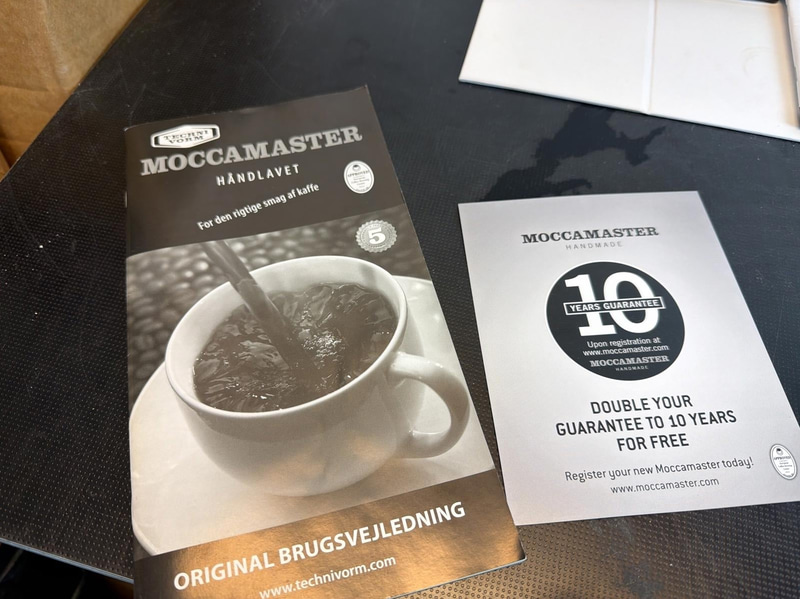 TECHNI
VORM
MOCCAMASTER
HÅNDLAVET
For den rigtige smag af kaffe
5
ORIGINAL BRUGSVEJLEDNING
www.technivorm.com
MOCCAMASTER
HANDMADE
10
YEARS GUARANTEE
Upon registration at
www.moccamaster.com
MOCCAMASTER
HANDMADE
DOUBLE YOUR
GUARANTEE TO 10 YEARS
FOR FREE
Register your new Moccamaster today!
www.moccamaster.com